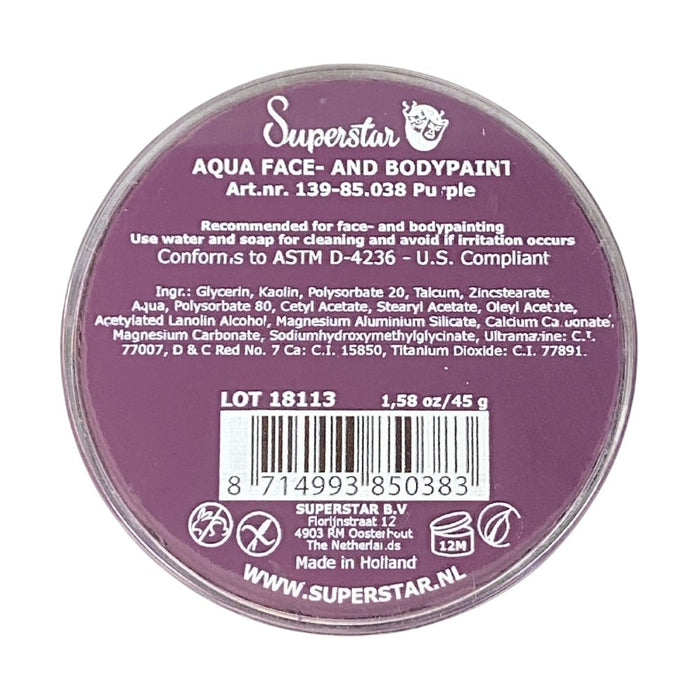 Superstar
AQUA FACE- AND BODYPAINT
Art.nr. 139-85.038 Purple
Recommended for face- and bodypainting
Use water and soap for cleaning and avoid if irritation occurs
Conforms to ASTM D-4236 - U.S. Compliant
Ingr.: Glycerin, Kaolin, Polysorbate 20, Talcum, Zincstearate
Aqua, Polysorbate 80, Cetyl Acetate, Stearyl Acetate, Oleyl Acetate,
Acetylated Lanolin Alcohol, Magnesium Aluminium Silicate, Calcium Carbonate,
Magnesium Carbonate, Sodiumhydroxymethylglycinate, Ultramarine: C.I.
77007, D & C Red No. 7 Ca: C.I. 15850, Titanium Dioxide: C.I. 77891.
LOT 18113 1,58 oz/45 g
8 714993 850383
SUPERSTAR B.V
Florijnstraat 12
4903 RM Oosterhout
The Netherlands
Made in Holland
12M
WWW.SUPERSTAR.NL